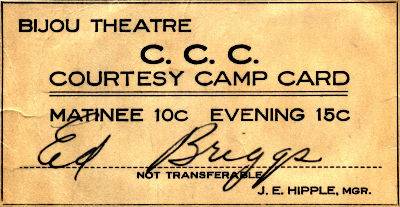 BIJOU THEATRE
C. C. C.
COURTESY CAMP CARD
MATINEE 10C EVENING 15C
Ed Briggs
NOT TRANSFERABLE
J. E. HIPPLE, MGR.